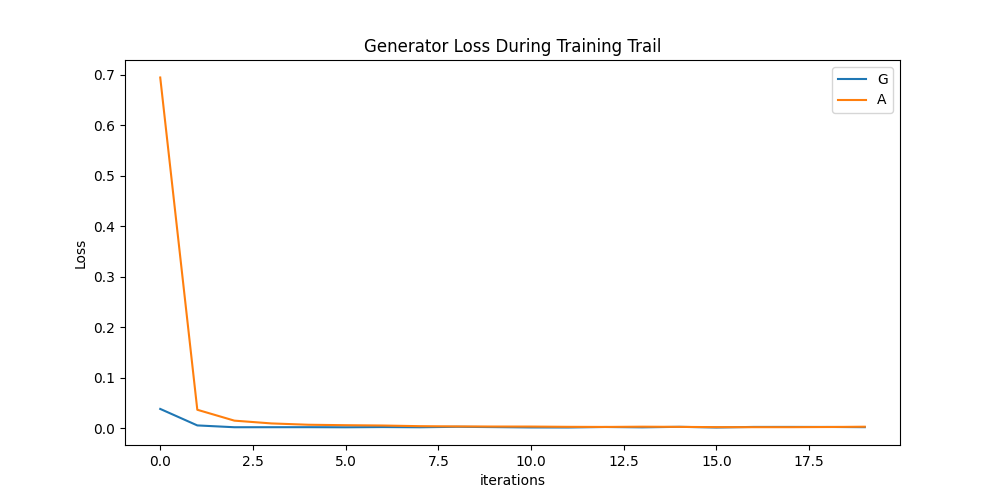 Generator Loss During Training Trail
G
A
0.7
0.6
0.5
0.4
0.3
0.2
0.1
0.0
Loss
0.0 2.5 5.0 7.5 10.0 12.5 15.0 17.5
iterations